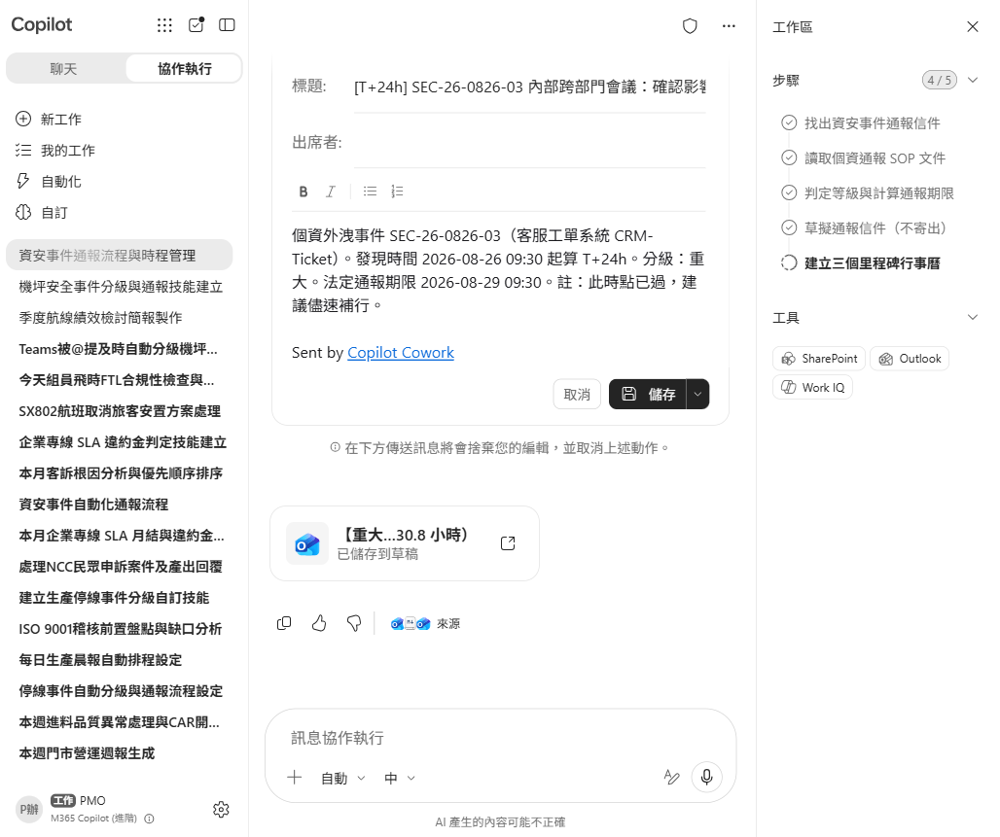 Copilot
聊天
協作執行
新工作
我的工作
自動化
自訂
資安事件通報流程與時程管理
機坪安全事件分級與通報技能建立
季度航線績效檢討簡報製作
Teams被@提及時自動分級機坪...
今天組員飛時FTL合規性檢查與...
SX802航班取消旅客安置方案處理
企業專線 SLA 違約金判定技能建立
本月客訴根因分析與優先順序排序
資安事件自動化通報流程
本月企業專線 SLA 月結與違約金...
處理NCC民眾申訴案件及產出回覆
建立生產停線事件分級自訂技能
ISO 9001稽核前置盤點與缺口分析
每日生產晨報自動排程設定
停線事件自動分級與通報流程設定
本週進料品質異常處理與CAR開...
本週門市營運週報生成
P辦
工作 PMO
M365 Copilot (進階)
標題:
[T+24h] SEC-26-0826-03 內部跨部門會議：確認影
出席者:
B I
個資外洩事件 SEC-26-0826-03（客服工單系統 CRM-
Ticket）。發現時間 2026-08-26 09:30 起算 T+24h。分級：重
大。法定通報期限 2026-08-29 09:30。註：此時點已過，建
議儘速補行。
Sent by Copilot Cowork
取消
儲存
在下方傳送訊息將會捨棄您的編輯，並取消上述動作。
【重大...30.8 小時）
已儲存到草稿
來源
訊息協作執行
自動
中
AI 產生的內容可能不正確
工作區
步驟
4 / 5
找出資安事件通報信件
讀取個資通報 SOP 文件
判定等級與計算通報期限
草擬通報信件（不寄出）
建立三個里程碑行事曆
工具
SharePoint
Outlook
Work IQ